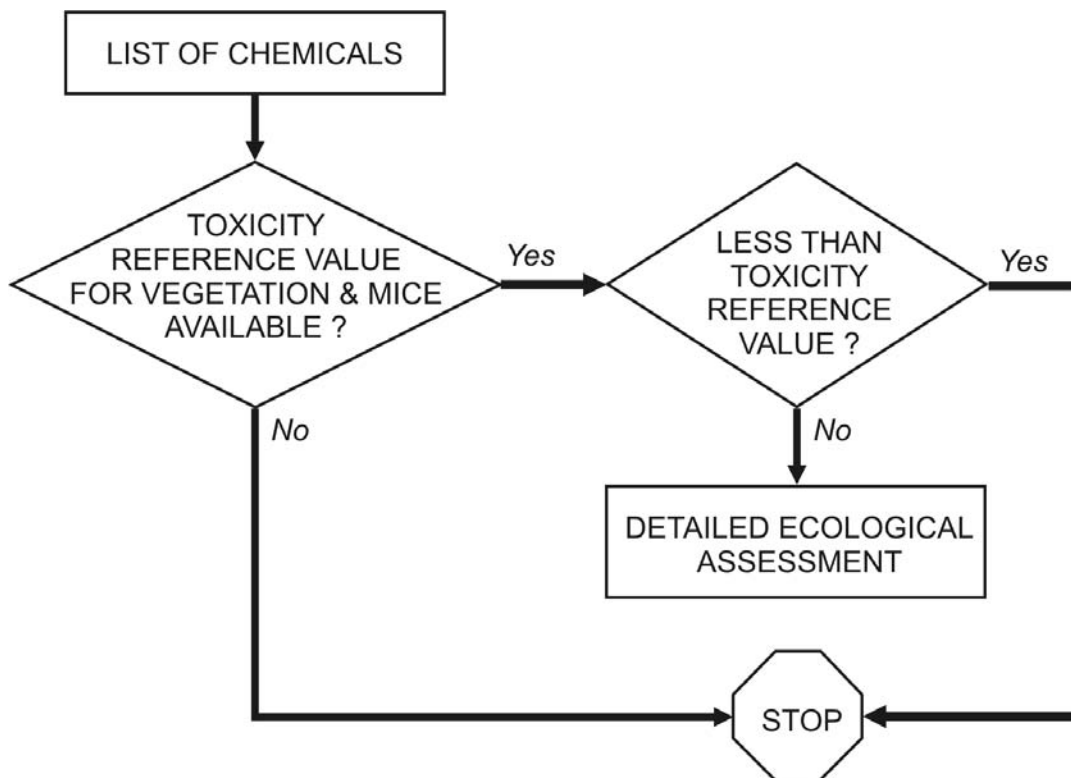 LIST OF CHEMICALS
TOXICITY
REFERENCE VALUE
FOR VEGETATION & MICE
AVAILABLE ?
Yes
LESS THAN
TOXICITY
REFERENCE
VALUE ?
Yes
No
No
DETAILED ECOLOGICAL
ASSESSMENT
STOP